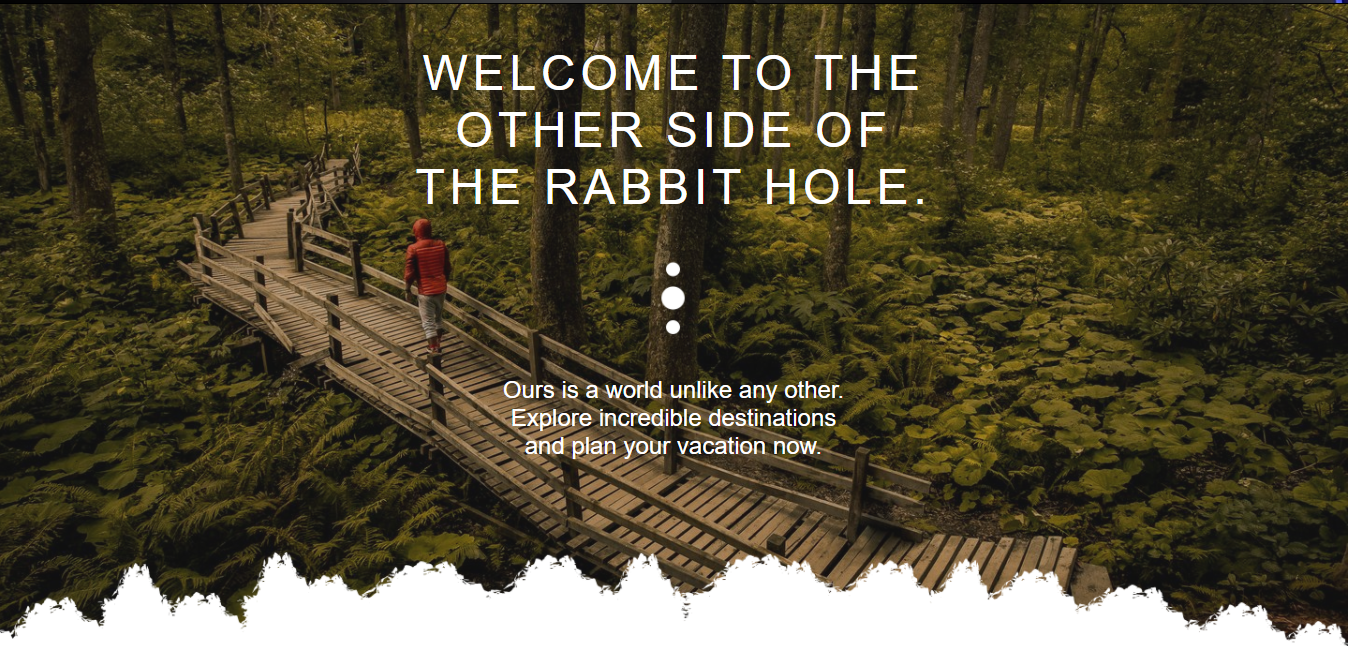 WELCOME TO THE
OTHER SIDE OF
THE RABBIT HOLE.
Ours is a world unlike any other.
Explore incredible destinations
and plan your vacation now.